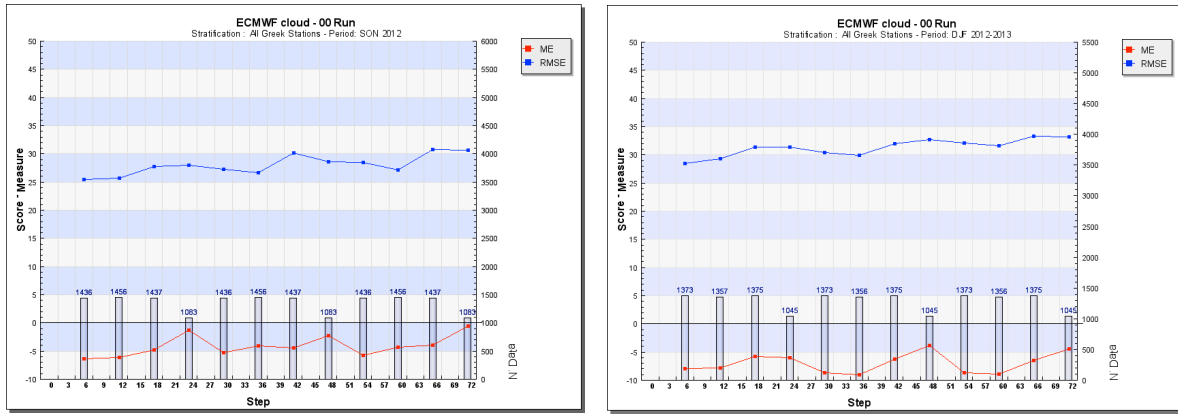 ECMWF cloud - 00 Run
Stratification : All Greek Stations - Period: SON 2012
ME
RMSE
50
45
40
35
30
25
20
15
10
5
0
-5
-10
6000
5500
5000
4500
4000
3500
3000
2500
2000
1500
1000
500
0
Score - Measure
N° Data
1436 1456 1437 1083 1436 1456 1437 1083 1436 1456 1437 1083
0 3 6 9 12 15 18 21 24 27 30 33 36 39 42 45 48 51 54 57 60 63 66 69 72
Step
ECMWF cloud - 00 Run
Stratification : All Greek Stations - Period: DJF 2012-2013
ME
RMSE
50
45
40
35
30
25
20
15
10
5
0
-5
-10
5500
5000
4500
4000
3500
3000
2500
2000
1500
1000
500
0
Score - Measure
N° Data
1373 1357 1375 1045 1373 1356 1375 1045 1373 1356 1375 1045
0 3 6 9 12 15 18 21 24 27 30 33 36 39 42 45 48 51 54 57 60 63 66 69 72
Step